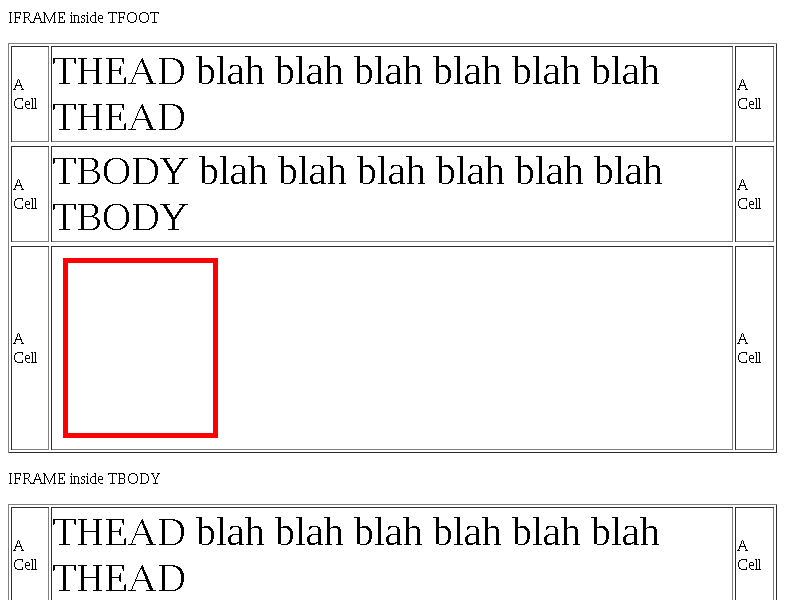 IFRAME inside TFOOT
A Cell THEAD blah blah blah blah blah blah THEAD A Cell
A Cell TBODY blah blah blah blah blah blah TBODY A Cell
A Cell A Cell
IFRAME inside TBODY
A Cell THEAD blah blah blah blah blah blah THEAD A Cell